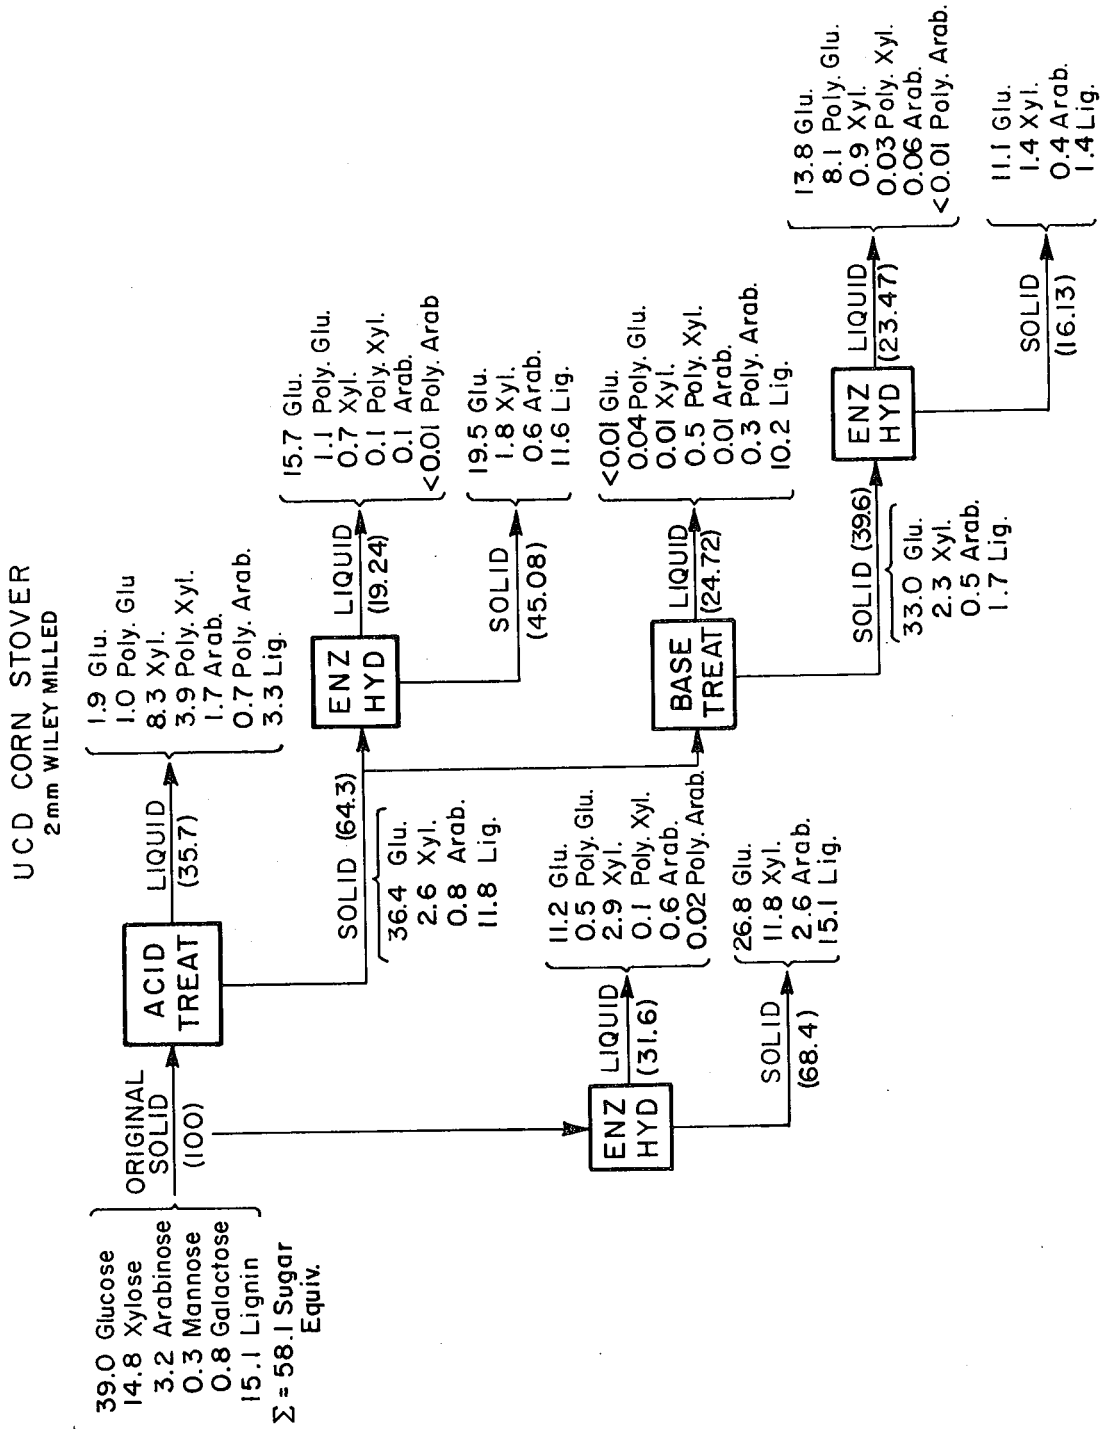 UCD CORN STOVER
2mm WILEY MILLED
39.0 Glucose
14.8 Xylose
3.2 Arabinose
0.3 Mannose
0.8 Galactose
15.1 Lignin
Σ = 58.1 Sugar
Equiv.
ORIGINAL
SOLID
(100)
ACID
TREAT
LIQUID
(35.7)
1.9 Glu.
1.0 Poly. Glu
8.3 Xyl.
3.9 Poly. Xyl.
1.7 Arab.
0.7 Poly. Arab.
3.3 Lig.
SOLID (64.3)
36.4 Glu.
2.6 Xyl.
0.8 Arab.
11.8 Lig.
ENZ
HYD
LIQUID
(19.24)
15.7 Glu.
1.1 Poly. Glu.
0.7 Xyl.
0.1 Poly. Xyl.
0.1 Arab.
<0.01 Poly. Arab
SOLID
(45.08)
19.5 Glu.
1.8 Xyl.
0.6 Arab.
11.6 Lig.
ENZ
HYD
LIQUID
(31.6)
11.2 Glu.
0.5 Poly. Glu.
2.9 Xyl.
0.1 Poly. Xyl.
0.6 Arab.
0.02 Poly. Arab.
SOLID
(68.4)
26.8 Glu.
11.8 Xyl.
2.6 Arab.
15.1 Lig.
BASE
TREAT
LIQUID
(24.72)
<0.01 Glu.
0.04 Poly. Glu.
0.01 Xyl.
0.5 Poly. Xyl.
0.01 Arab.
0.3 Poly. Arab.
10.2 Lig.
SOLID (39.6)
33.0 Glu.
2.3 Xyl.
0.5 Arab.
1.7 Lig.
ENZ
HYD
LIQUID
(23.47)
13.8 Glu.
8.1 Poly. Glu.
0.9 Xyl.
0.03 Poly. Xyl.
0.06 Arab.
<0.01 Poly. Arab.
SOLID
(16.13)
11.1 Glu.
1.4 Xyl.
0.4 Arab.
1.4 Lig.